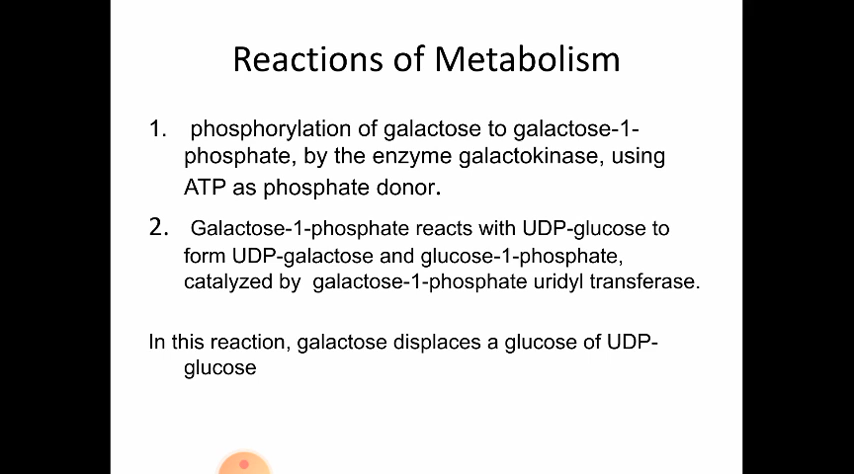 Reactions of Metabolism
1. phosphorylation of galactose to galactose-1-
phosphate, by the enzyme galactokinase, using
ATP as phosphate donor.
2. Galactose-1-phosphate reacts with UDP-glucose to
form UDP-galactose and glucose-1-phosphate,
catalyzed by galactose-1-phosphate uridyl transferase.
In this reaction, galactose displaces a glucose of UDP-
glucose